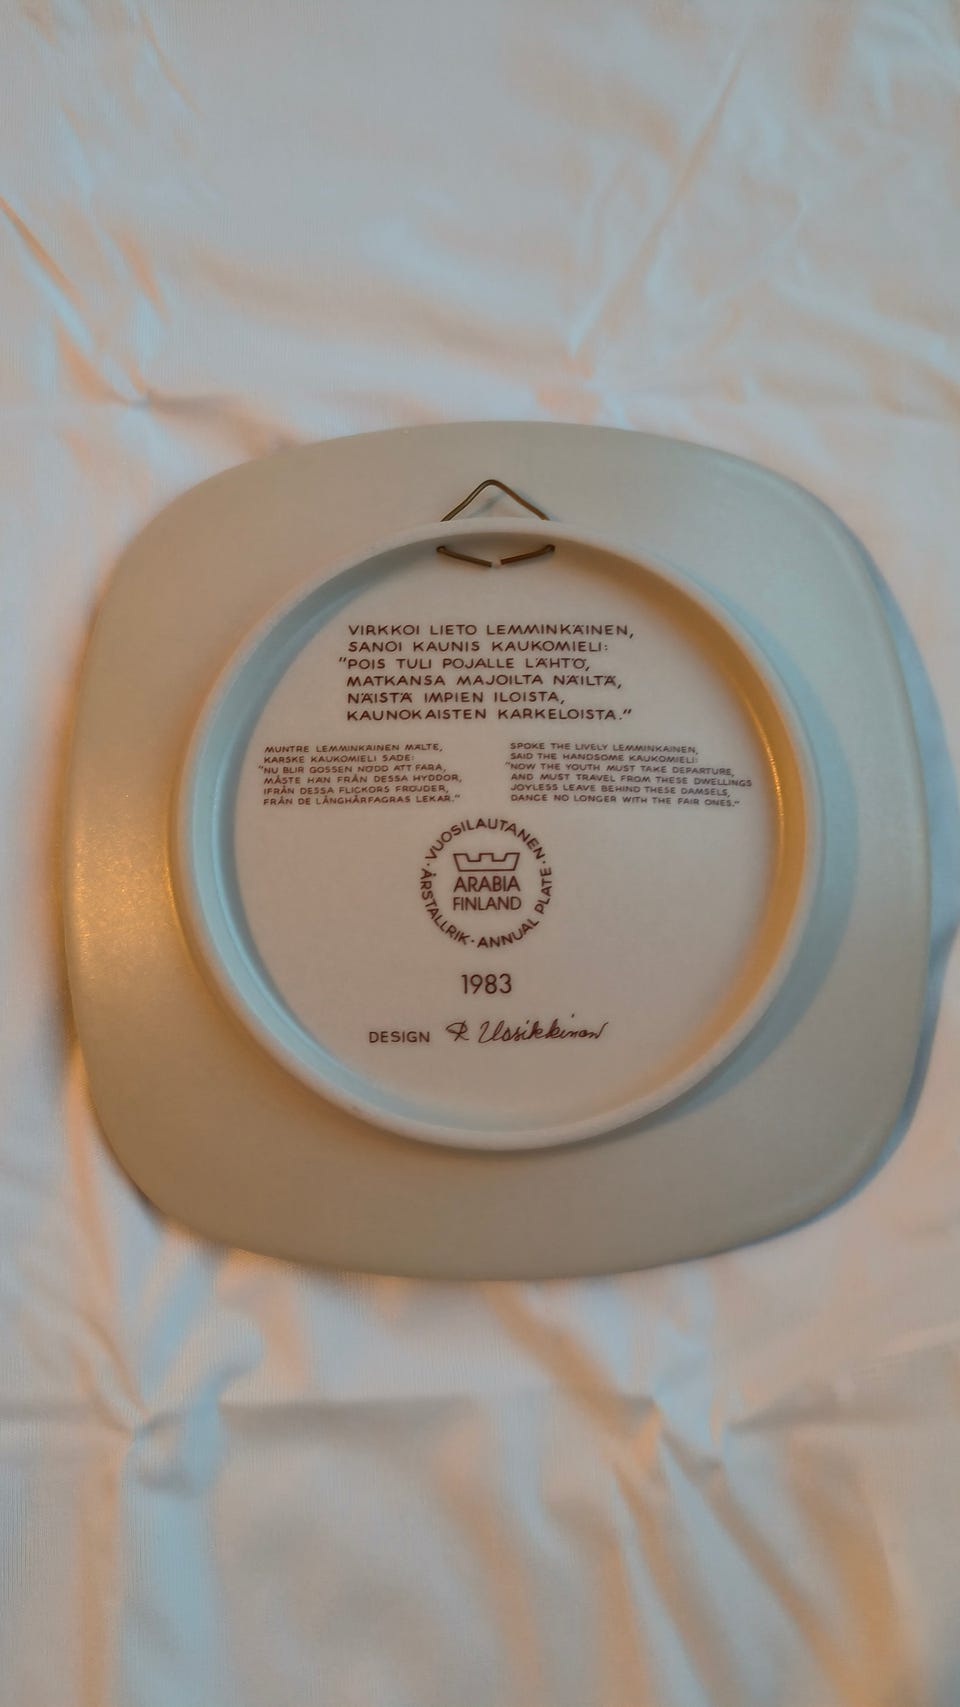 VIRKKOI LIETO LEMMINKÄINEN,
SANOI KAUNIS KAUKOMIELI:
"POIS TULI POJALLE LÄHTÖ,
MATKANSA MAJOILTA NÄILTÄ,
NÄISTÄ IMPIEN ILOISTA,
KAUNOKAISTEN KARKELOISTA."
MUNTRE LEMMINKÄINEN MÄLTE,
KARSKE KAUKOMIELI SADE:
"NU BLIR GOSSEN NÖDD ATT FARA,
MÅSTE HAN FRÅN DESSA HYDDOR,
IFRÅN DESSA FLICKORS FRÖJDER,
FRÅN DE LÅNGHÅRFAGRAS LEKAR."
SPOKE THE LIVELY LEMMINKAINEN,
SAID THE HANDSOME KAUKOMIELI:
"NOW THE YOUTH MUST TAKE DEPARTURE,
AND MUST TRAVEL FROM THESE DWELLINGS
JOYLESS LEAVE BEHIND THESE DAMSELS,
DANCE NO LONGER WITH THE FAIR ONES."
· VUOSILAUTANEN ·
ARABIA
FINLAND
ÅRSTALLRIK · ANNUAL PLATE
1983
DESIGN R Uosikkinen